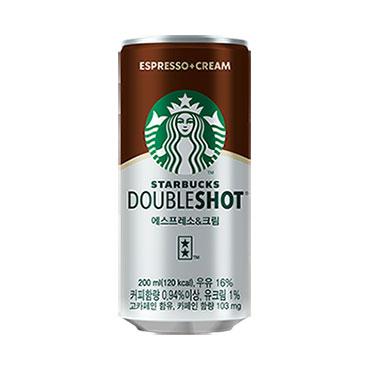 ESPRESSO+CREAM
™
STARBUCKS
DOUBLESHOT®
에스프레소&크림
™
200 ml(120 kcal), 우유 16%
커피함량 0.94%이상, 유크림 1%
고카페인 함유, 카페인 함량 103 mg